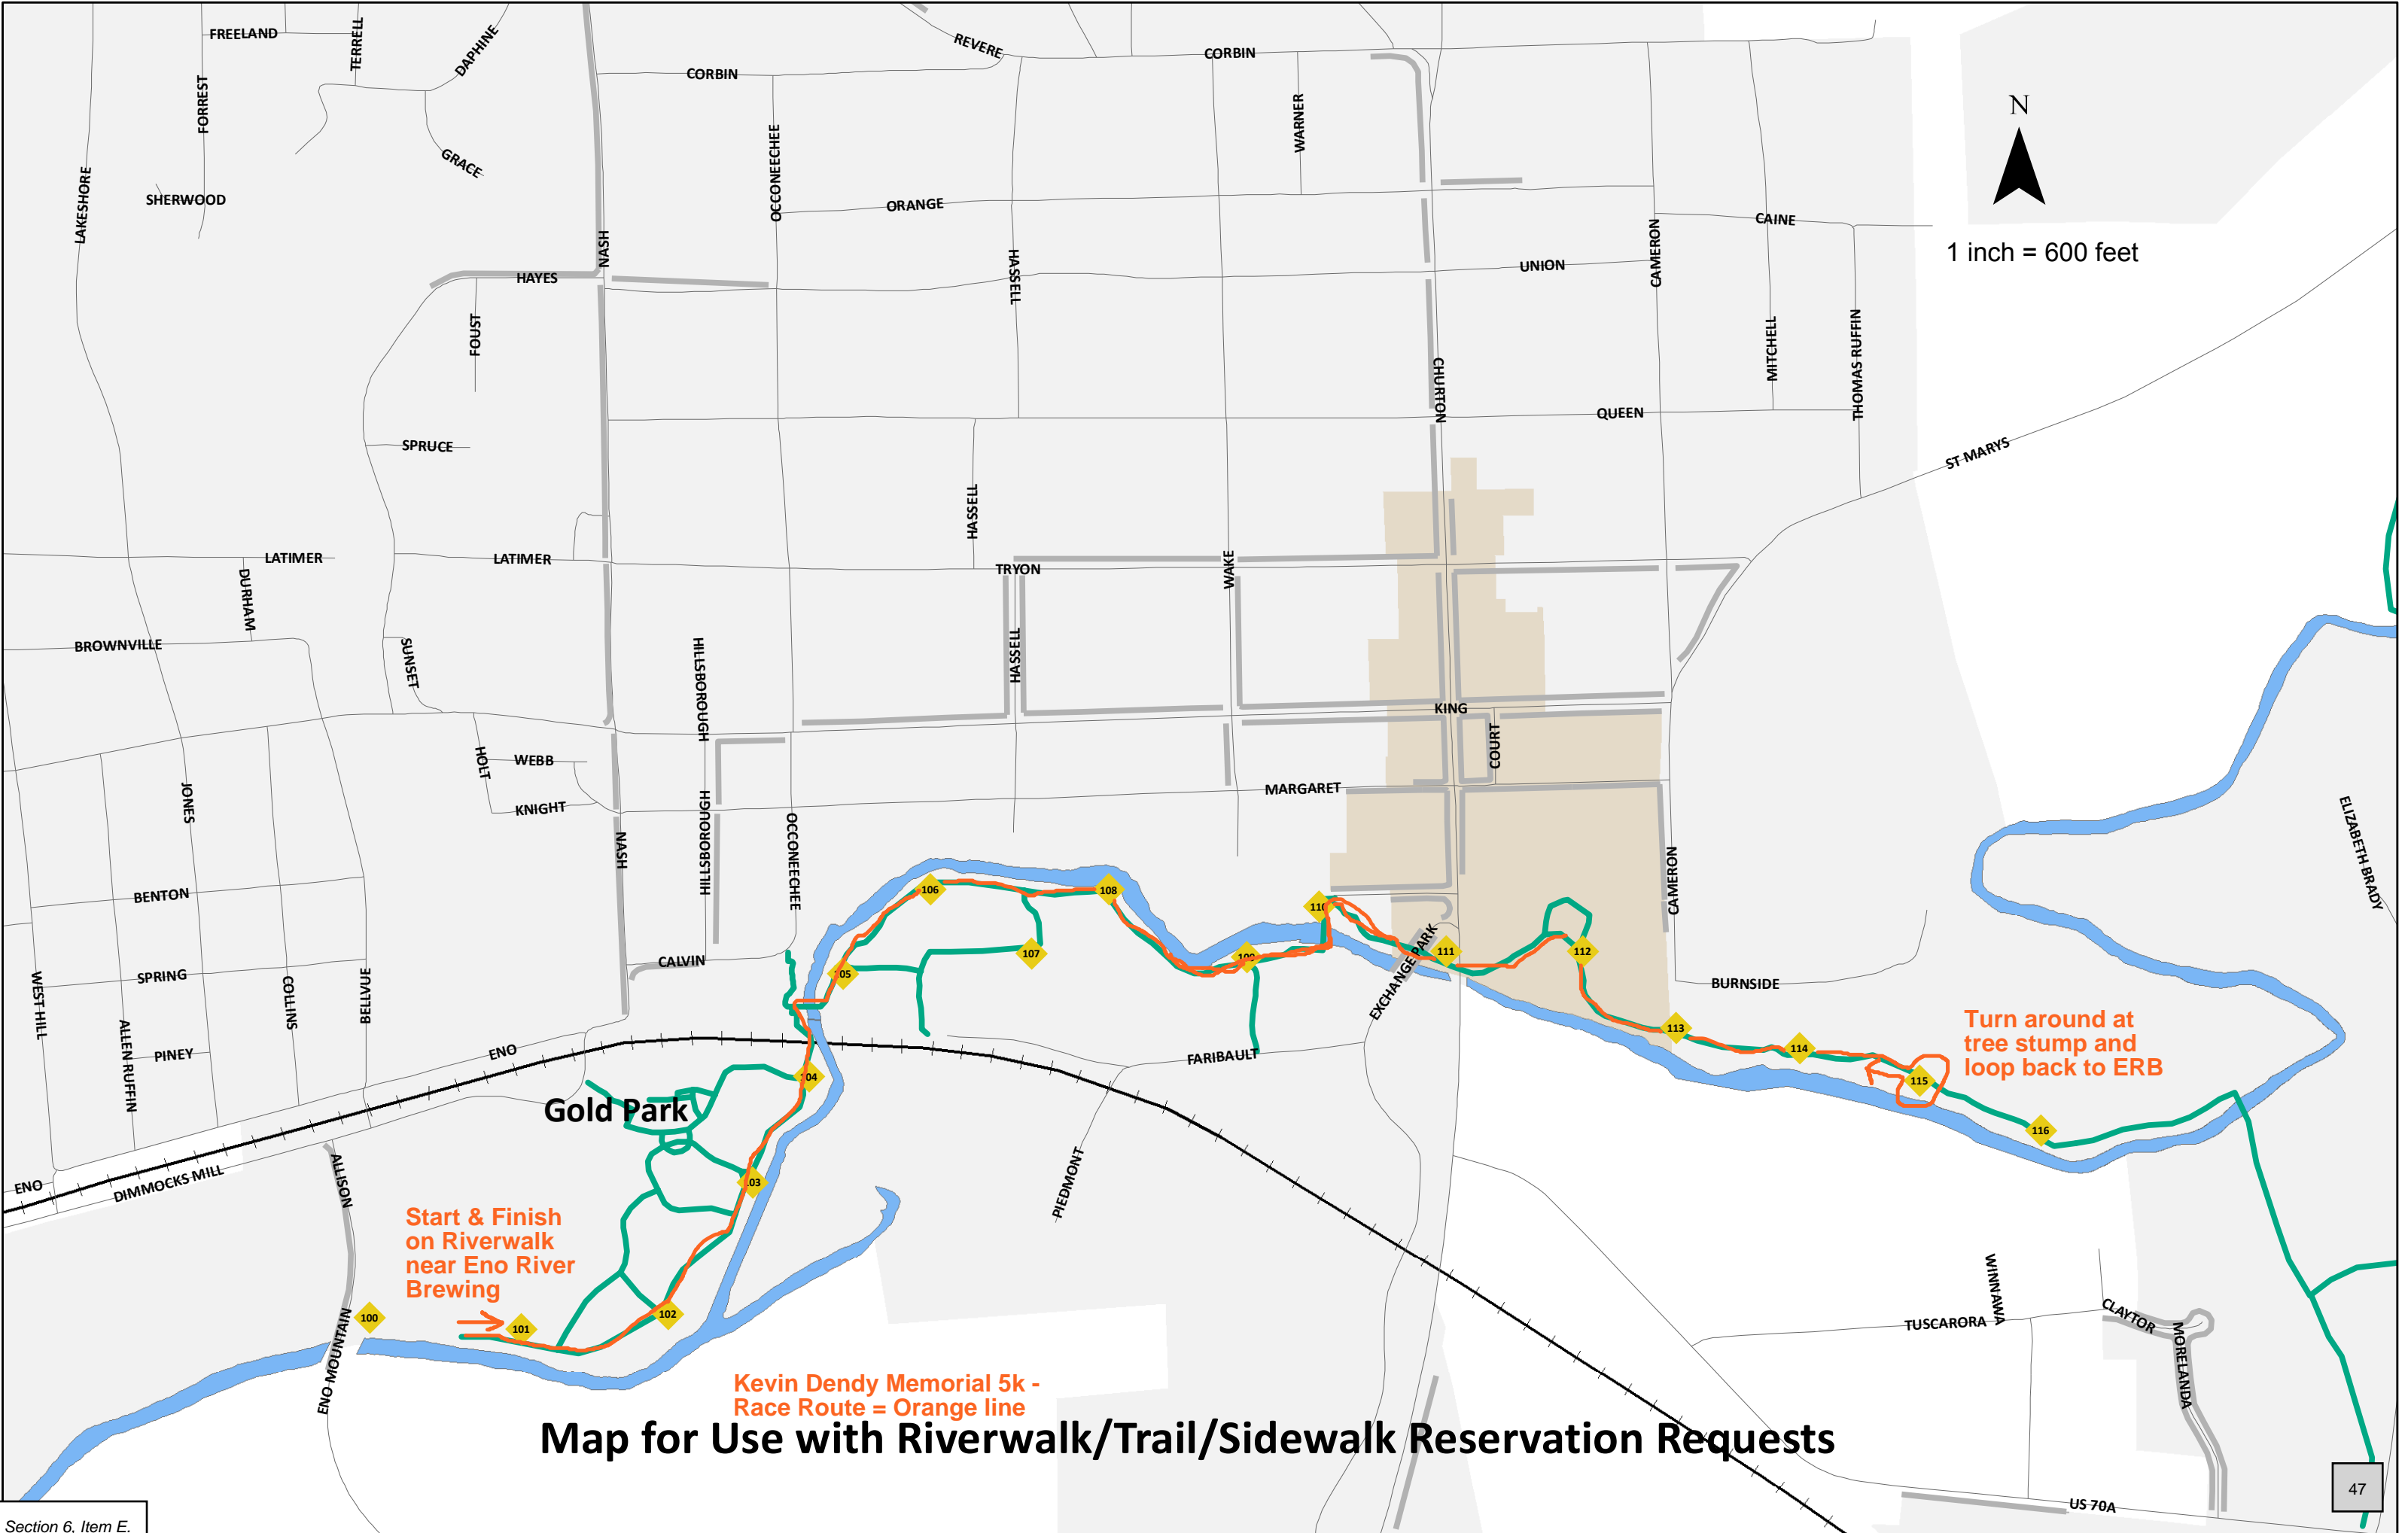 FREELAND
TERRELL
DAPHINE
REVERE
CORBIN
CORBIN
FORREST
WARNER
N
OCCONEECHEE
GRACE
LAKESHORE
SHERWOOD
ORANGE
CAINE
NASH
HASSELL
CAMERON
1 inch = 600 feet
HAYES
UNION
FOUST
MITCHELL
THOMAS RUFFIN
CHURTON
QUEEN
SPRUCE
ST MARYS
HASSELL
LATIMER
LATIMER
TRYON
WAKE
DURHAM
BROWNVILLE
SUNSET
HILLSBOROUGH
HASSELL
KING
COURT
HOLT
WEBB
JONES
KNIGHT
MARGARET
ELIZABETH BRADY
NASH
HILLSBOROUGH
OCCONEECHEE
CAMERON
BENTON
106
108
110
107
109
111
112
EXCHANGE PARK
CALVIN
105
SPRING
WEST HILL
COLLINS
BELLVUE
BURNSIDE
ALLEN RUFFIN
PINEY
ENO
FARIBAULT
113
114
115
116
Turn around at
tree stump and
loop back to ERB
104
Gold Park
103
PIEDMONT
ENO
DIMMOCKS MILL
ALLISON
Start & Finish
on Riverwalk
near Eno River
Brewing
100
101
102
ENO MOUNTAIN
WINNAWA
TUSCARORA
CLAYTOR
MORELANDA
Kevin Dendy Memorial 5k -
Race Route = Orange line
Map for Use with Riverwalk/Trail/Sidewalk Reservation Requests
US 70A
47
Section 6, Item E.